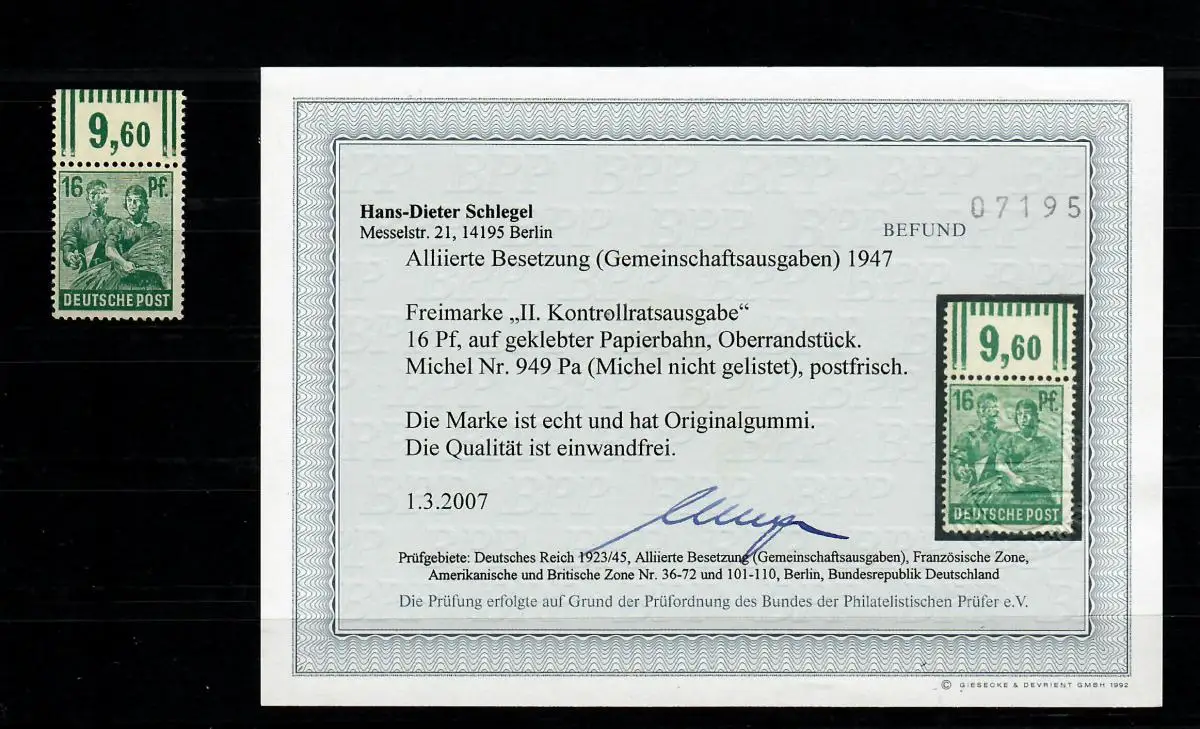 9,60
16 Pf.
DEUTSCHE POST
Hans-Dieter Schlegel
Messelstr. 21, 14195 Berlin
07195
BEFUND
Alliierte Besetzung (Gemeinschaftsausgaben) 1947
Freimarke „II. Kontrollratsausgabe“
16 Pf, auf geklebter Papierbahn, Oberrandstück.
Michel Nr. 949 Pa (Michel nicht gelistet), postfrisch.
Die Marke ist echt und hat Originalgummi.
Die Qualität ist einwandfrei.
1.3.2007
9,60
16 Pf.
DEUTSCHE POST
Prüfgebiete: Deutsches Reich 1923/45, Alliierte Besetzung (Gemeinschaftsausgaben), Französische Zone,
Amerikanische und Britische Zone Nr. 36-72 und 101-110, Berlin, Bundesrepublik Deutschland
Die Prüfung erfolgte auf Grund der Prüfordnung des Bundes der Philatelistischen Prüfer e.V.
© GIESECKE & DEVRIENT GMBH 1992